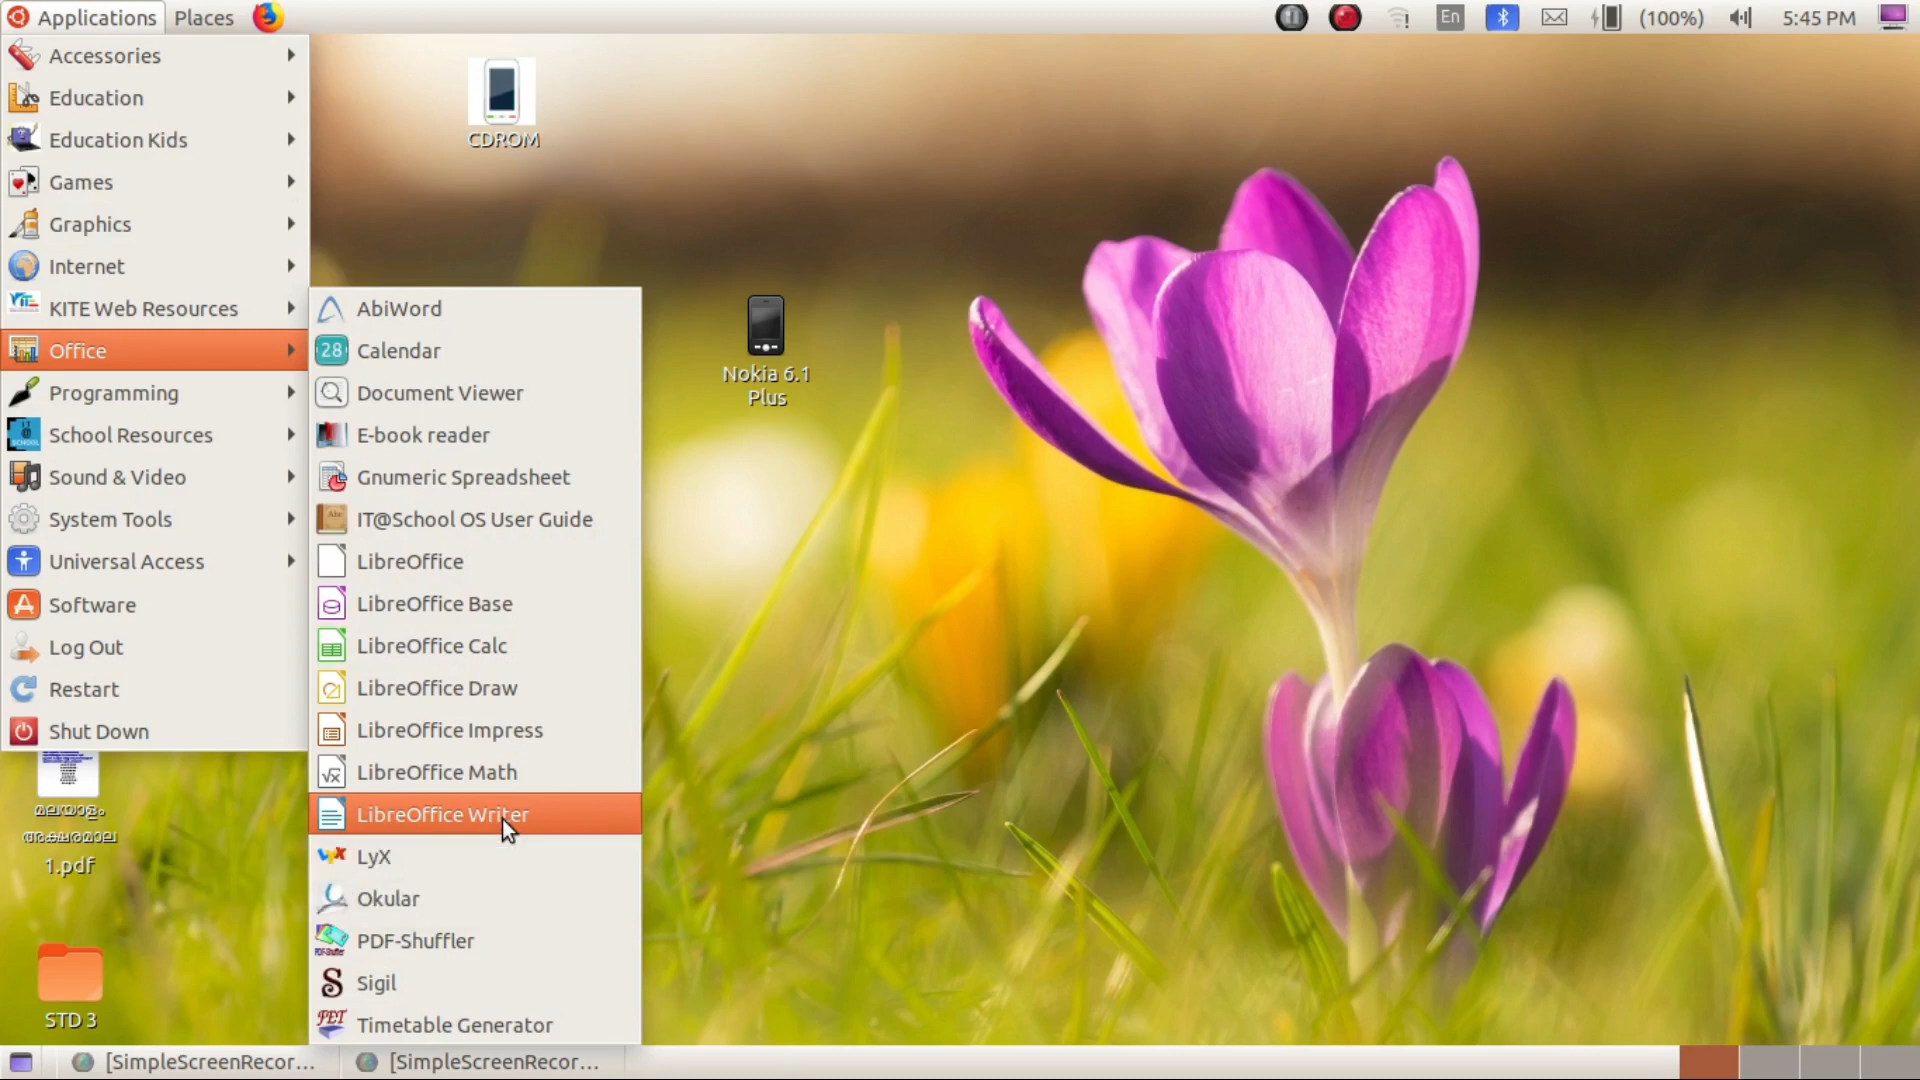 Applications Places En (100%) 5:45 PM
Accessories
Education
Education Kids
Games
Graphics
Internet
KITE Web Resources
Office
Programming
School Resources
Sound & Video
System Tools
Universal Access
Software
Log Out
Restart
Shut Down
AbiWord
28 Calendar
Document Viewer
E-book reader
Gnumeric Spreadsheet
IT@School OS User Guide
LibreOffice
LibreOffice Base
LibreOffice Calc
LibreOffice Draw
LibreOffice Impress
LibreOffice Math
LibreOffice Writer
LyX
Okular
PDF-Shuffler
Sigil
Timetable Generator
CDROM
Nokia 6.1
Plus
മലയാളം
അക്ഷരമാല
1.pdf
STD 3
[SimpleScreenRecor... [SimpleScreenRecor...